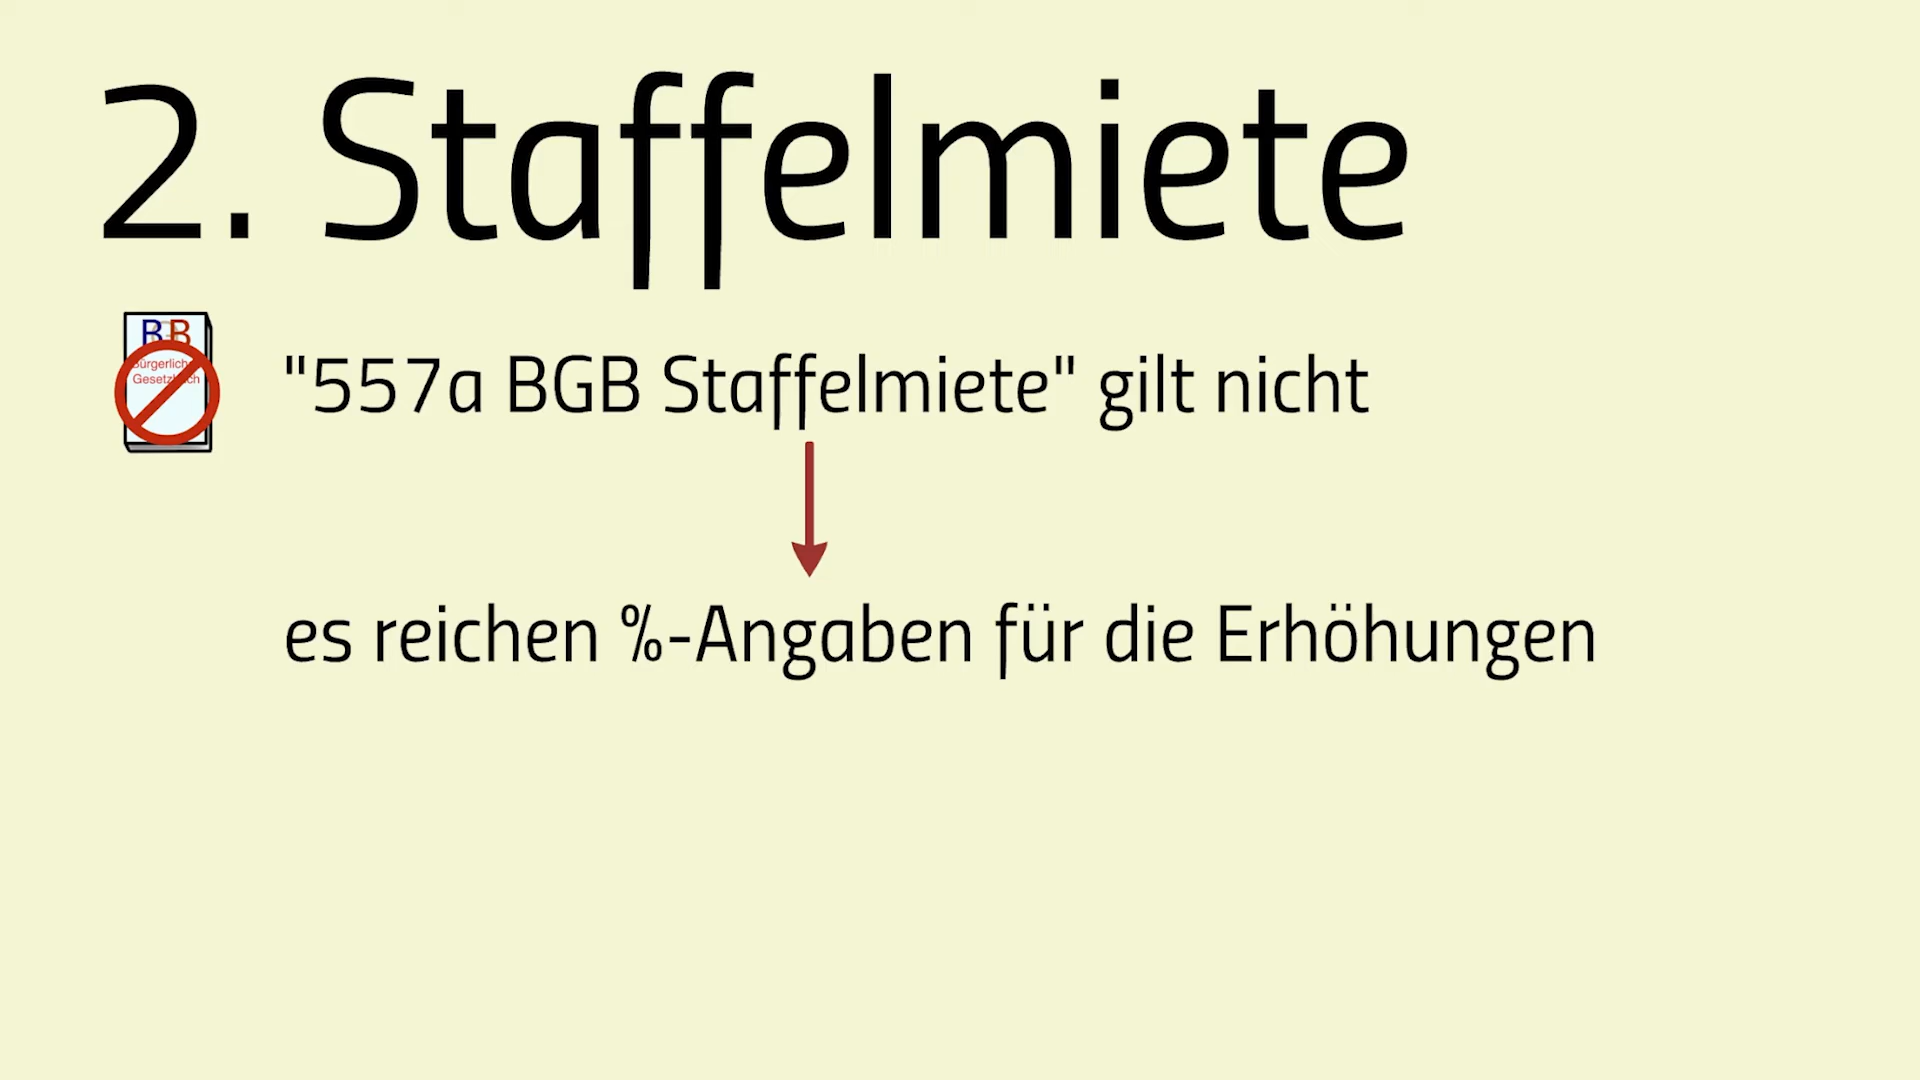 2. Staffelmiete
"557a BGB Staffelmiete" gilt nicht
es reichen %-Angaben für die Erhöhungen